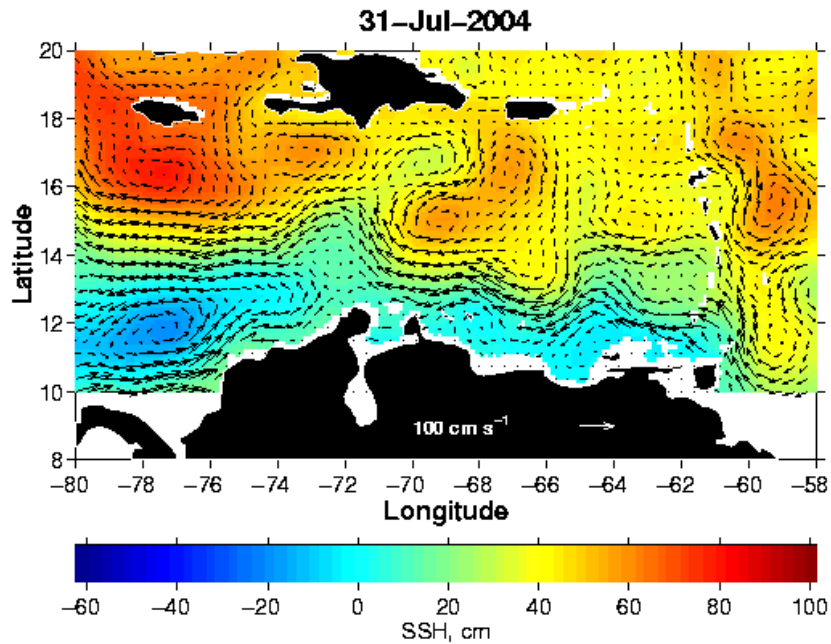 31-Jul-2004
20
18
16
14
12
10
8
Latitude
100 cm s⁻¹
−80 −78 −76 −74 −72 −70 −68 −66 −64 −62 −60 −58
Longitude
−60 −40 −20 0 20 40 60 80 100
SSH, cm